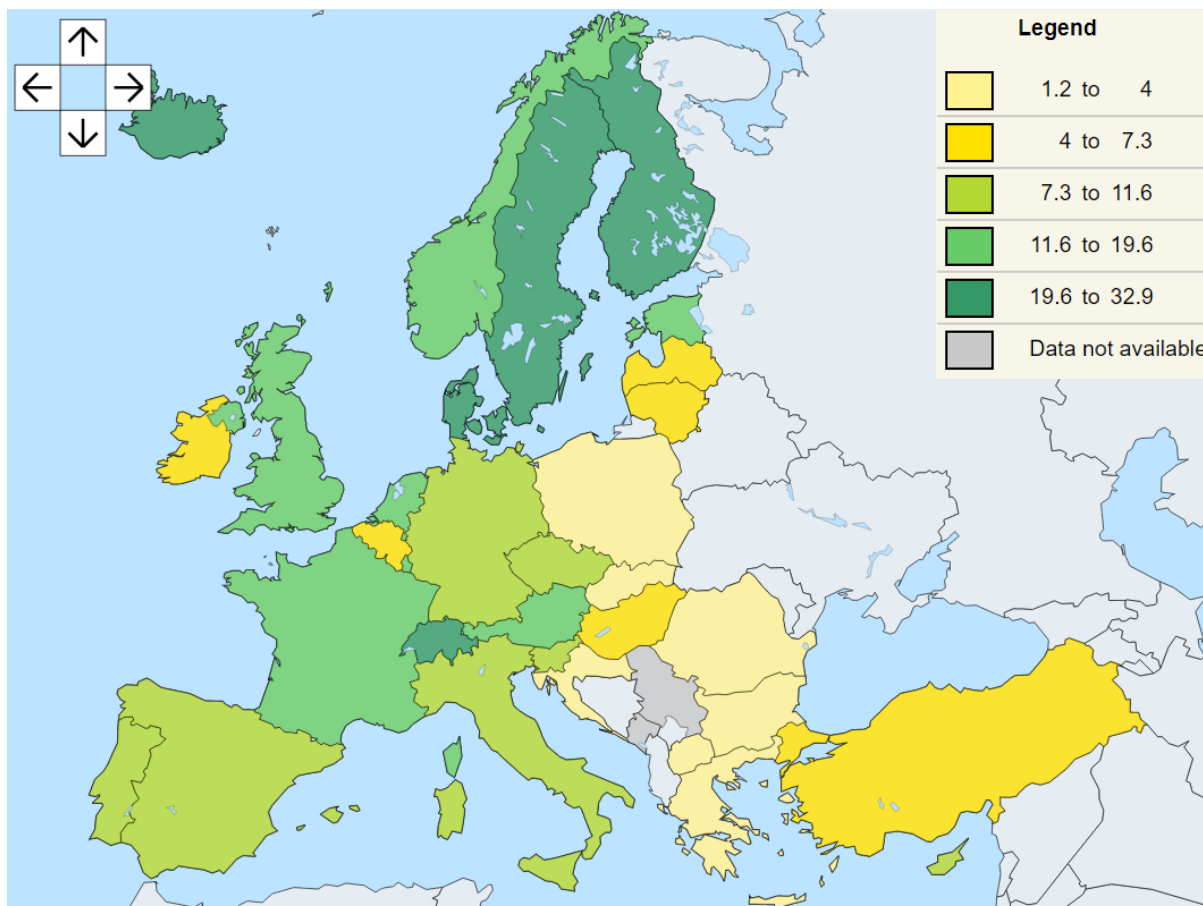 Legend
1.2 to 4
4 to 7.3
7.3 to 11.6
11.6 to 19.6
19.6 to 32.9
Data not available